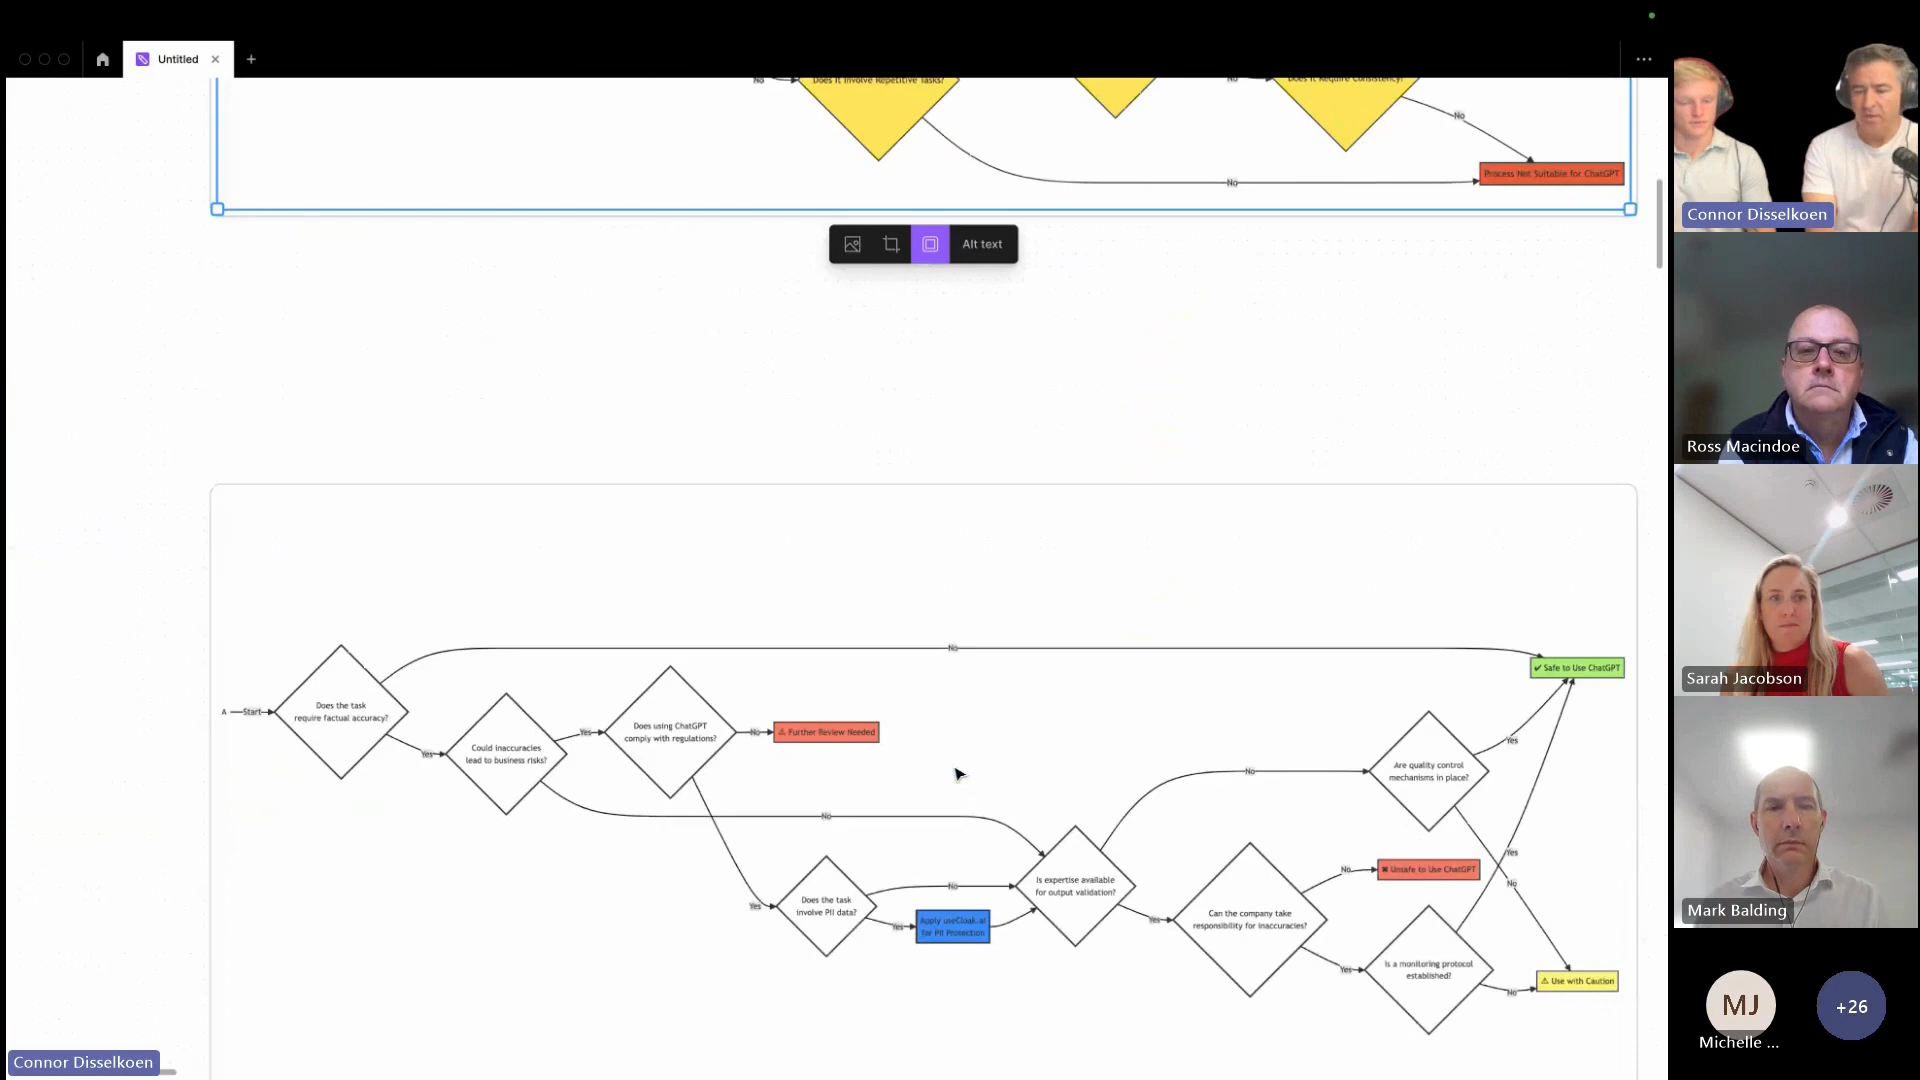 Untitled
No
Does It Involve Repetitive Tasks?
No
Does It Require Consistency?
No
No
Process Not Suitable for ChatGPT
Alt text
No
✔ Safe to Use ChatGPT
A
Start
Does the task
require factual accuracy?
Yes
Could inaccuracies
lead to business risks?
Yes
Does using ChatGPT
comply with regulations?
No
⚠ Further Review Needed
No
Yes
Does the task
involve PII data?
No
Yes
Apply useCloak.ai
for PII Protection
Is expertise available
for output validation?
No
Are quality control
mechanisms in place?
Yes
Yes
Can the company take
responsibility for inaccuracies?
No
✖ Unsafe to Use ChatGPT
Yes
No
Yes
Is a monitoring protocol
established?
No
⚠ Use with Caution
Connor Disselkoen
Connor Disselkoen
Ross Macindoe
Sarah Jacobson
Mark Balding
MJ
+26
Michelle ...